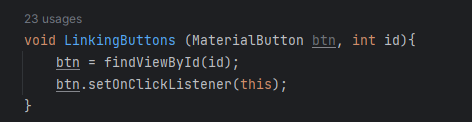 23 usages
void LinkingButtons (MaterialButton btn, int id){
    btn = findViewById(id);
    btn.setOnClickListener(this);
}